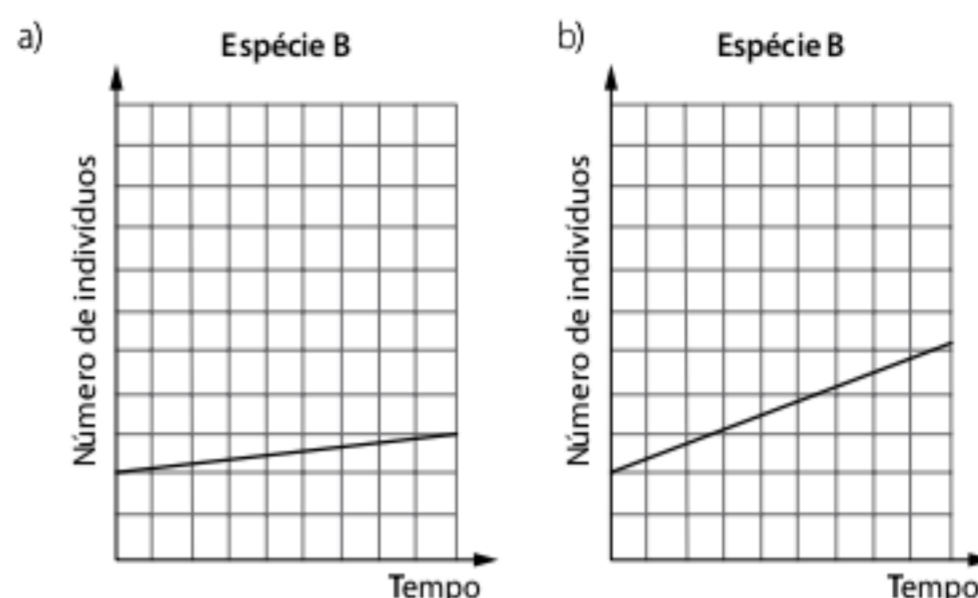 a)
Espécie B
Número de indivíduos
Tempo
b)
Espécie B
Número de indivíduos
Tempo